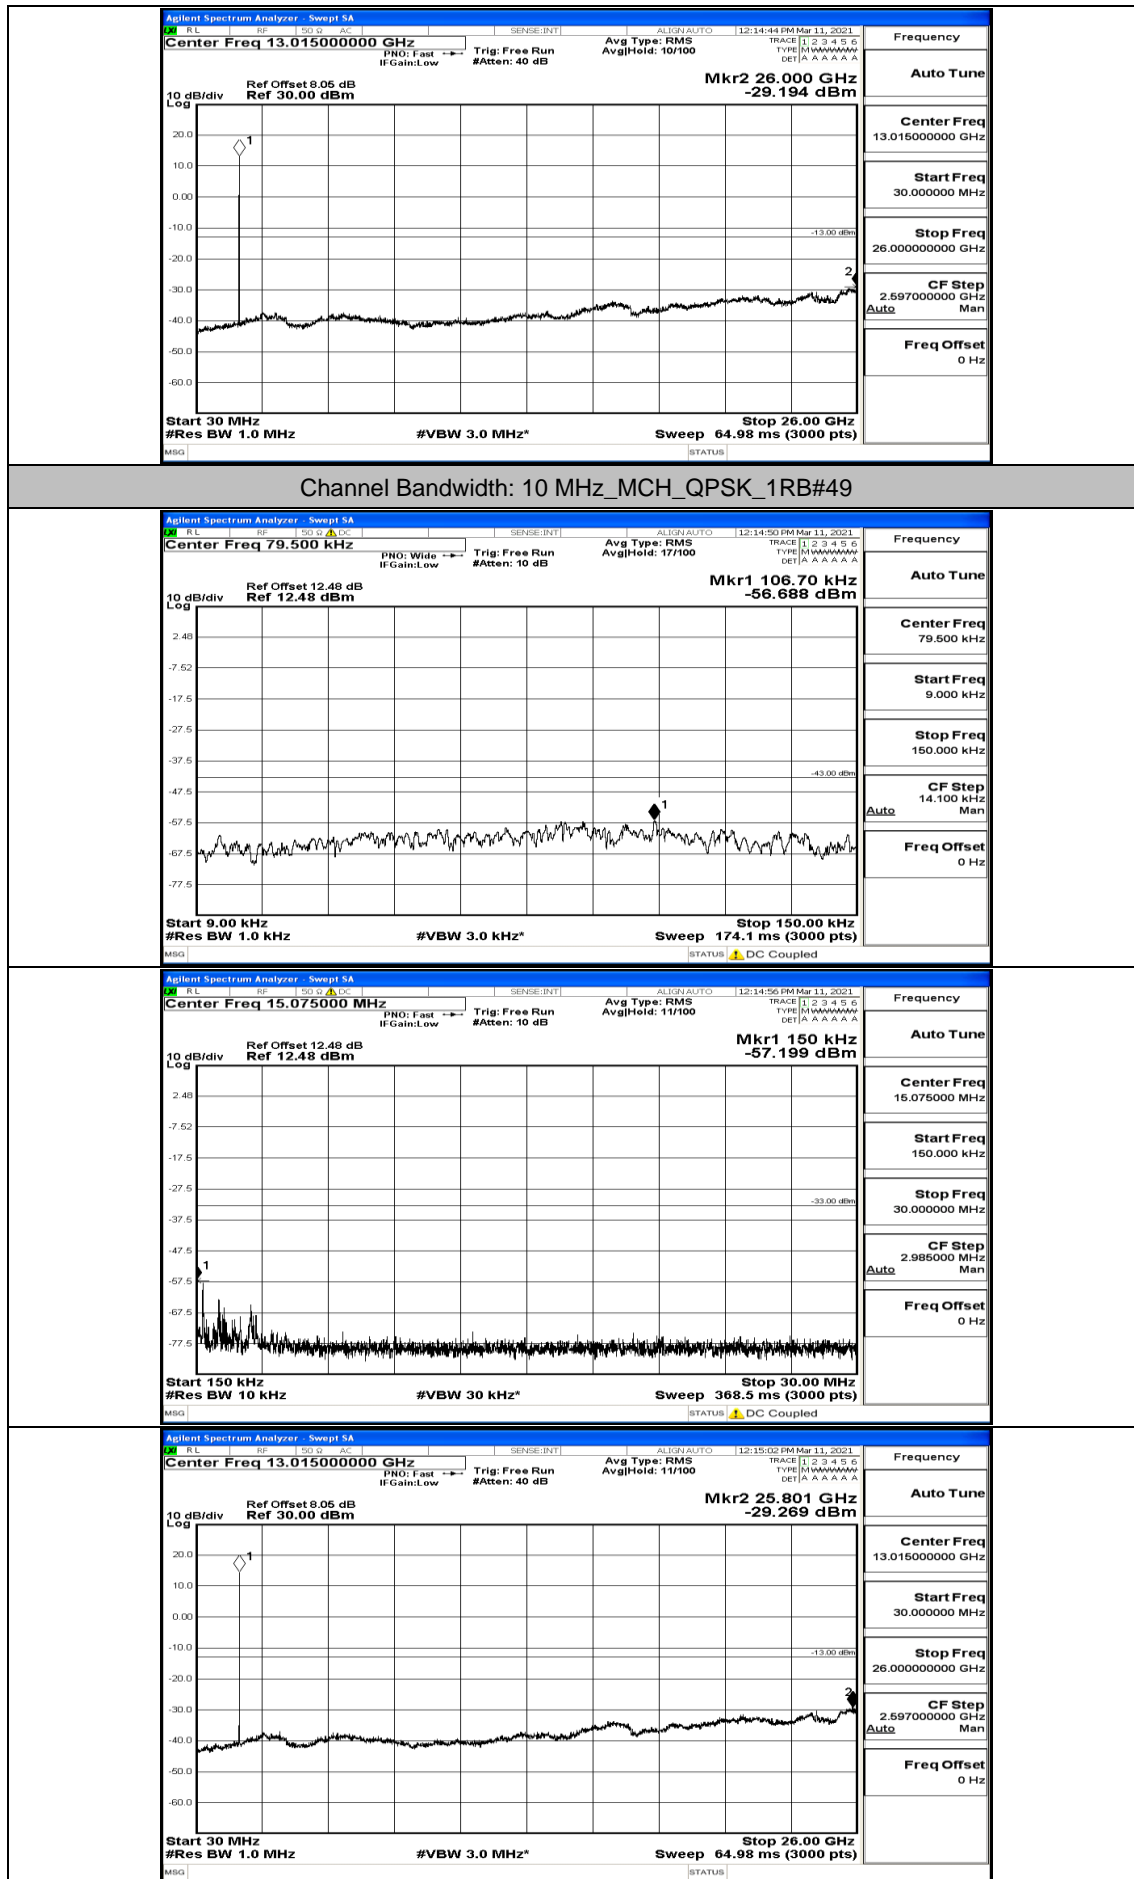 Agilent Spectrum Analyzer - Swept SA
LXI RL RF 50 Ω AC SENSE:INT ALIGN AUTO 12:14:44 PM Mar 11, 2021
Center Freq 13.015000000 GHz
PNO: Fast
IFGain:Low
Trig: Free Run
#Atten: 40 dB
Avg Type: RMS
Avg|Hold: 10/100
TRACE 1 2 3 4 5 6
TYPE M
DET A A A A A A
Mkr2 26.000 GHz
-29.194 dBm
Ref Offset 8.05 dB
10 dB/div Ref 30.00 dBm
Log
1
20.0
10.0
0.00
-10.0
-13.00 dBm
-20.0
2
-30.0
-40.0
-50.0
-60.0
Start 30 MHz Stop 26.00 GHz
#Res BW 1.0 MHz #VBW 3.0 MHz* Sweep 64.98 ms (3000 pts)
MSG STATUS
Frequency
Auto Tune
Center Freq
13.015000000 GHz
Start Freq
30.000000 MHz
Stop Freq
26.000000000 GHz
CF Step
2.597000000 GHz
Auto Man
Freq Offset
0 Hz
Channel Bandwidth: 10 MHz_MCH_QPSK_1RB#49
Agilent Spectrum Analyzer - Swept SA
LXI RL RF 50 Ω DC SENSE:INT ALIGN AUTO 12:14:50 PM Mar 11, 2021
Center Freq 79.500 kHz
PNO: Wide
IFGain:Low
Trig: Free Run
#Atten: 10 dB
Avg Type: RMS
Avg|Hold: 17/100
TRACE 1 2 3 4 5 6
TYPE M
DET A A A A A A
Mkr1 106.70 kHz
-56.688 dBm
Ref Offset 12.48 dB
10 dB/div Ref 12.48 dBm
Log
2.48
-7.52
-17.5
-27.5
-37.5
-43.00 dBm
-47.5
1
-57.5
-67.5
-77.5
Start 9.00 kHz Stop 150.00 kHz
#Res BW 1.0 kHz #VBW 3.0 kHz* Sweep 174.1 ms (3000 pts)
MSG STATUS DC Coupled
Frequency
Auto Tune
Center Freq
79.500 kHz
Start Freq
9.000 kHz
Stop Freq
150.000 kHz
CF Step
14.100 kHz
Auto Man
Freq Offset
0 Hz
Agilent Spectrum Analyzer - Swept SA
LXI RL RF 50 Ω DC SENSE:INT ALIGN AUTO 12:14:56 PM Mar 11, 2021
Center Freq 15.075000 MHz
PNO: Fast
IFGain:Low
Trig: Free Run
#Atten: 10 dB
Avg Type: RMS
Avg|Hold: 11/100
TRACE 1 2 3 4 5 6
TYPE M
DET A A A A A A
Mkr1 150 kHz
-57.199 dBm
Ref Offset 12.48 dB
10 dB/div Ref 12.48 dBm
Log
2.48
-7.52
-17.5
-27.5
-33.00 dBm
-37.5
-47.5
1
-57.5
-67.5
-77.5
Start 150 kHz Stop 30.00 MHz
#Res BW 10 kHz #VBW 30 kHz* Sweep 368.5 ms (3000 pts)
MSG STATUS DC Coupled
Frequency
Auto Tune
Center Freq
15.075000 MHz
Start Freq
150.000 kHz
Stop Freq
30.000000 MHz
CF Step
2.985000 MHz
Auto Man
Freq Offset
0 Hz
Agilent Spectrum Analyzer - Swept SA
LXI RL RF 50 Ω AC SENSE:INT ALIGN AUTO 12:15:02 PM Mar 11, 2021
Center Freq 13.015000000 GHz
PNO: Fast
IFGain:Low
Trig: Free Run
#Atten: 40 dB
Avg Type: RMS
Avg|Hold: 11/100
TRACE 1 2 3 4 5 6
TYPE M
DET A A A A A A
Mkr2 25.801 GHz
-29.269 dBm
Ref Offset 8.05 dB
10 dB/div Ref 30.00 dBm
Log
20.0
1
10.0
0.00
-10.0
-13.00 dBm
-20.0
2
-30.0
-40.0
-50.0
-60.0
Start 30 MHz Stop 26.00 GHz
#Res BW 1.0 MHz #VBW 3.0 MHz* Sweep 64.98 ms (3000 pts)
MSG STATUS
Frequency
Auto Tune
Center Freq
13.015000000 GHz
Start Freq
30.000000 MHz
Stop Freq
26.000000000 GHz
CF Step
2.597000000 GHz
Auto Man
Freq Offset
0 Hz